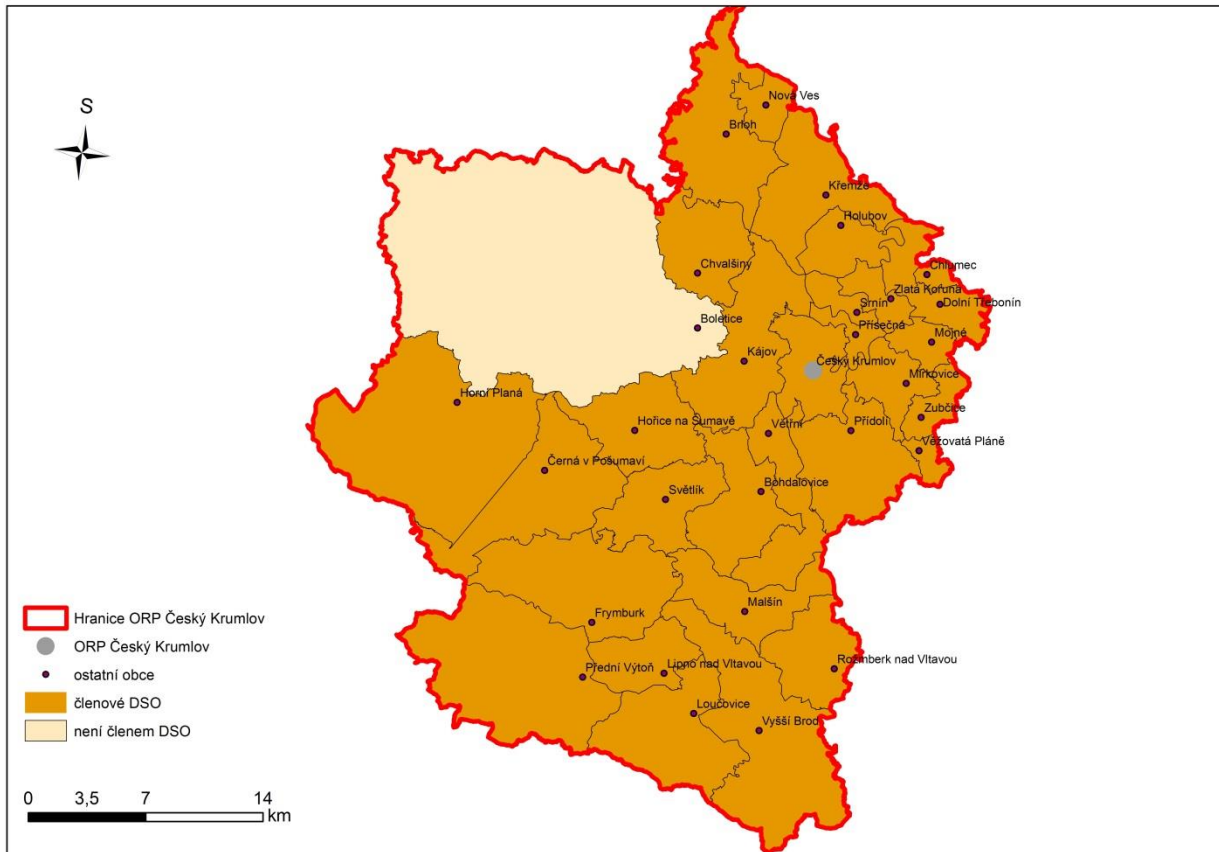 S
Nová Ves
Brloh
Křemže
Holubov
Chvalšiny
Chlumec
Zlatá Koruna
Dolní Třebonín
Srnín
Boletice
Přísečná
Mojné
Kájov
Český Krumlov
Mirkovice
Horní Planá
Zubčice
Hořice na Šumavě
Větřní
Přídolí
Věžovatá Pláně
Černá v Pošumaví
Světlík
Bohdalovice
Malšín
Frymburk
Rožmberk nad Vltavou
Přední Výtoň
Lipno nad Vltavou
Loučovice
Vyšší Brod
Hranice ORP Český Krumlov
ORP Český Krumlov
ostatní obce
členové DSO
není členem DSO
0 3,5 7 14
km